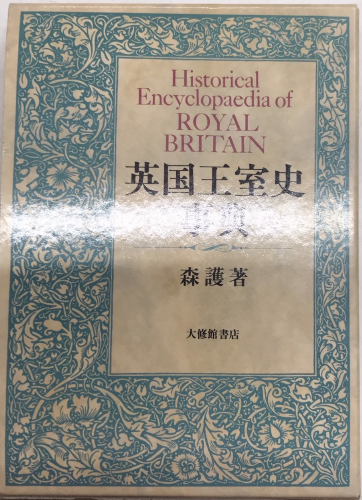 Historical
Encyclopaedia of
ROYAL
BRITAIN
英国王室史
事典
森護著
大修館書店